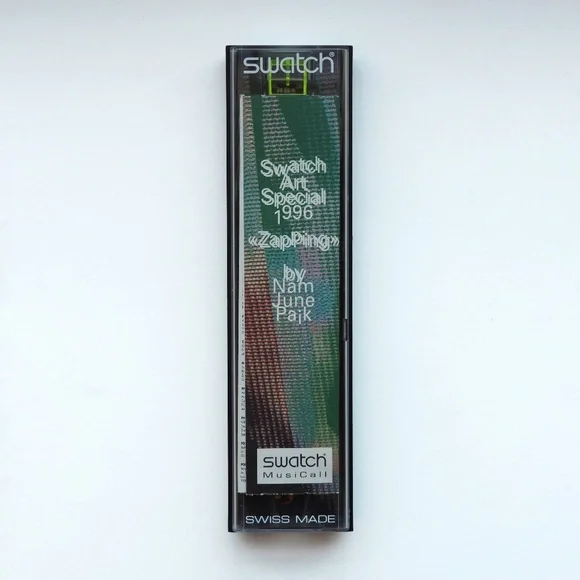 swatch®
Swatch
Art
Special
1996
«ZapPing»
by
Nam
June
Paik
swatch
MusiCall
SWISS MADE